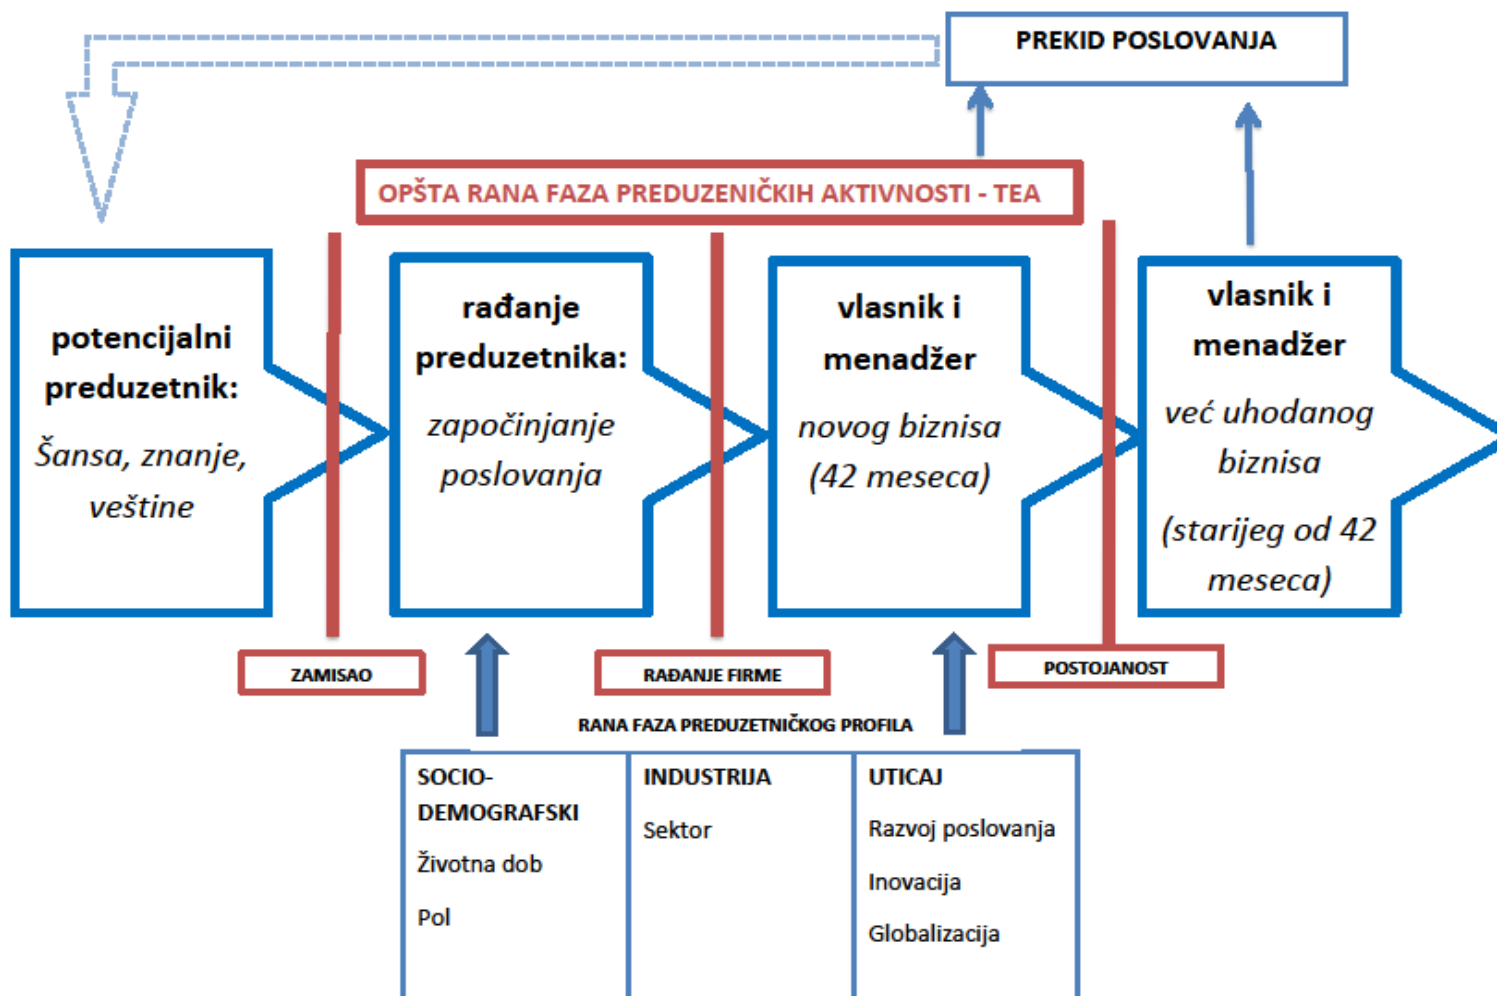 PREKID POSLOVANJA
OPŠTA RANA FAZA PREDUZENIČKIH AKTIVNOSTI - TEA
potencijalni
preduzetnik:
Šansa, znanje,
veštine
rađanje
preduzetnika:
započinjanje
poslovanja
vlasnik i
menadžer
novog biznisa
(42 meseca)
vlasnik i
menadžer
već uhodanog
biznisa
(starijeg od 42
meseca)
ZAMISAO
RAĐANJE FIRME
POSTOJANOST
RANA FAZA PREDUZETNIČKOG PROFILA
SOCIO-
DEMOGRAFSKI
Životna dob
Pol
INDUSTRIJA
Sektor
UTICAJ
Razvoj poslovanja
Inovacija
Globalizacija